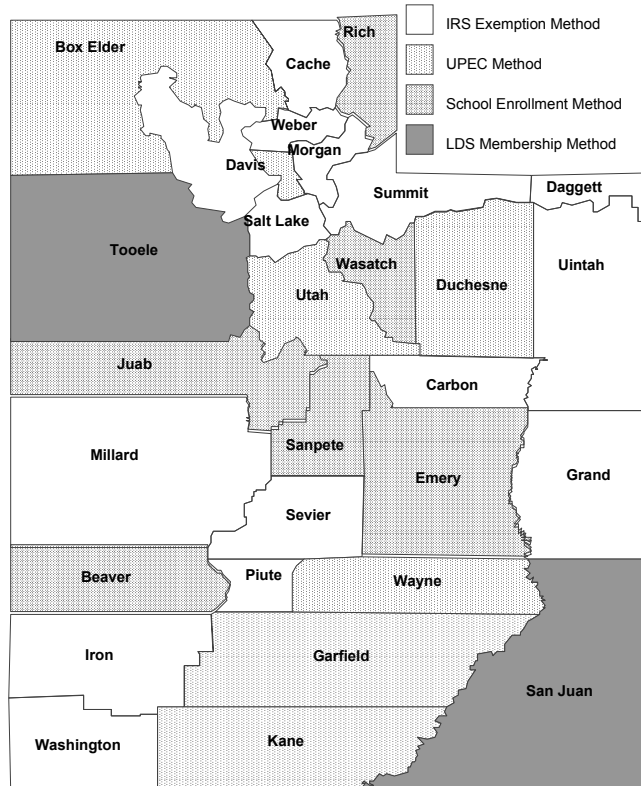 Rich
IRS Exemption Method
Box Elder
Cache
UPEC Method
School Enrollment Method
Weber
Morgan
Davis
LDS Membership Method
Summit
Daggett
Salt Lake
Tooele
Wasatch
Uintah
Duchesne
Utah
Juab
Carbon
Sanpete
Millard
Emery
Grand
Sevier
Beaver
Piute
Wayne
Iron
Garfield
San Juan
Washington
Kane